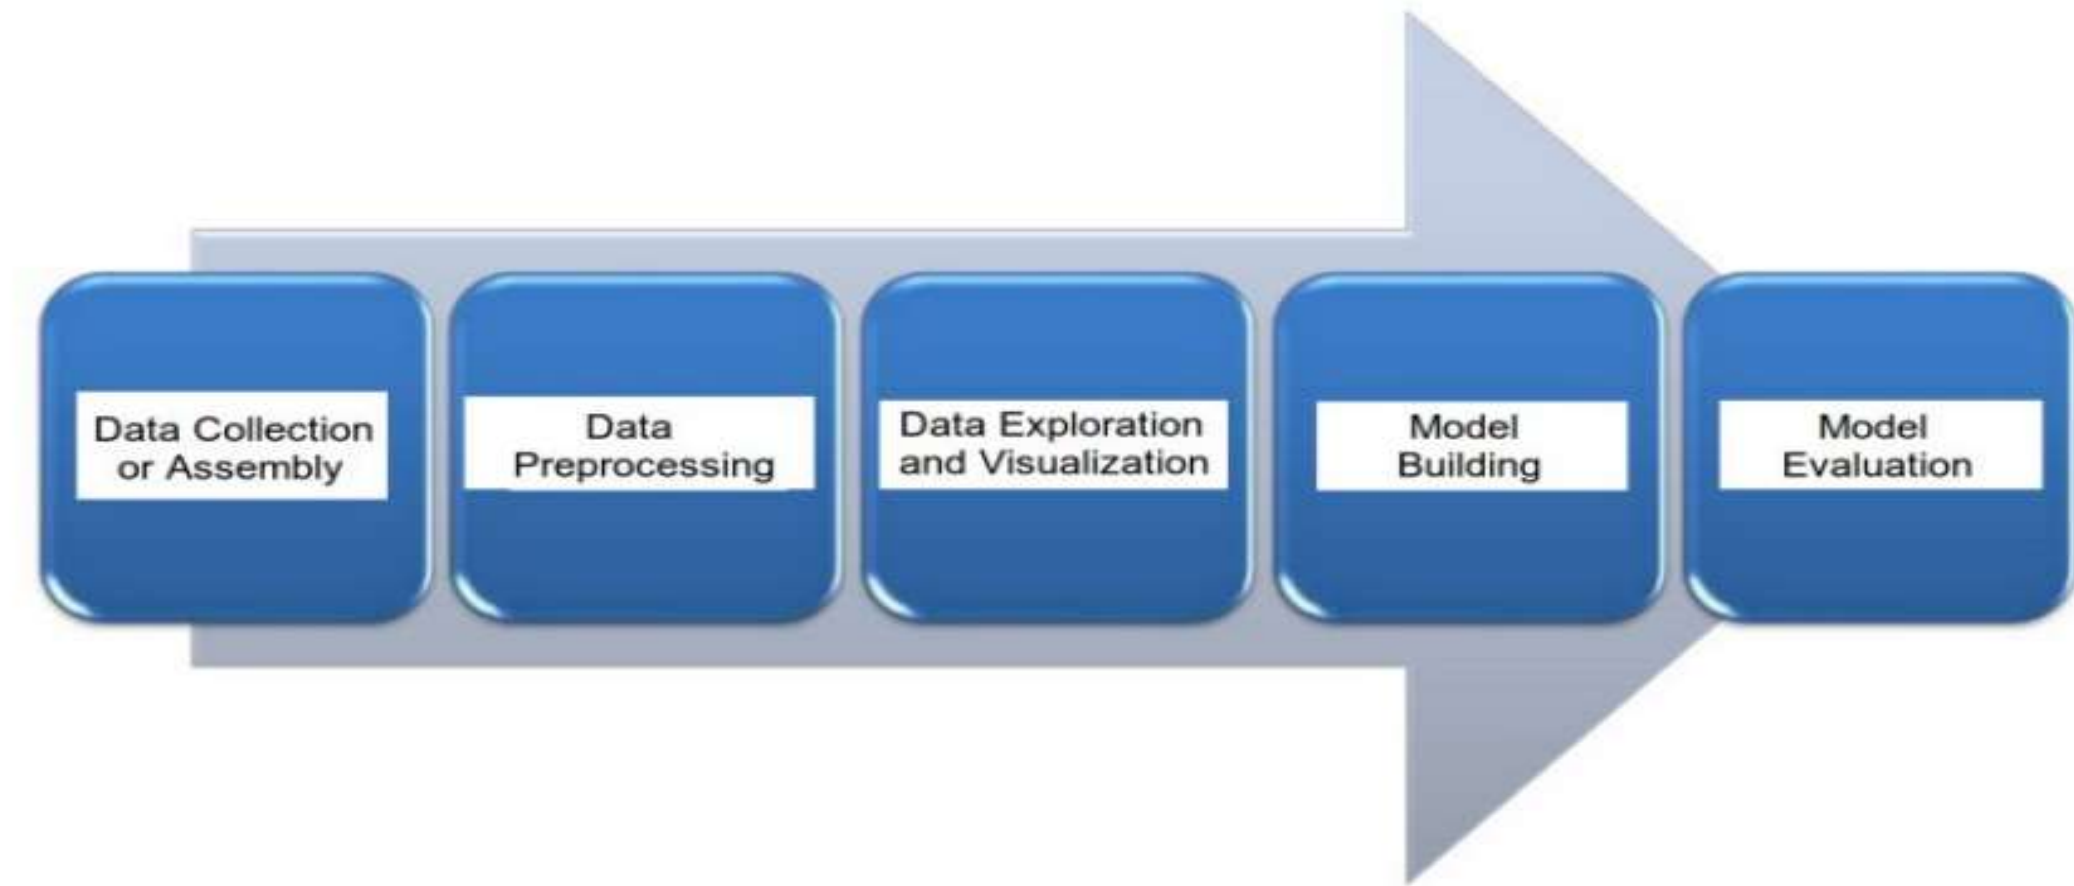 Data Collection
or Assembly
Data
Preprocessing
Data Exploration
and Visualization
Model
Building
Model
Evaluation